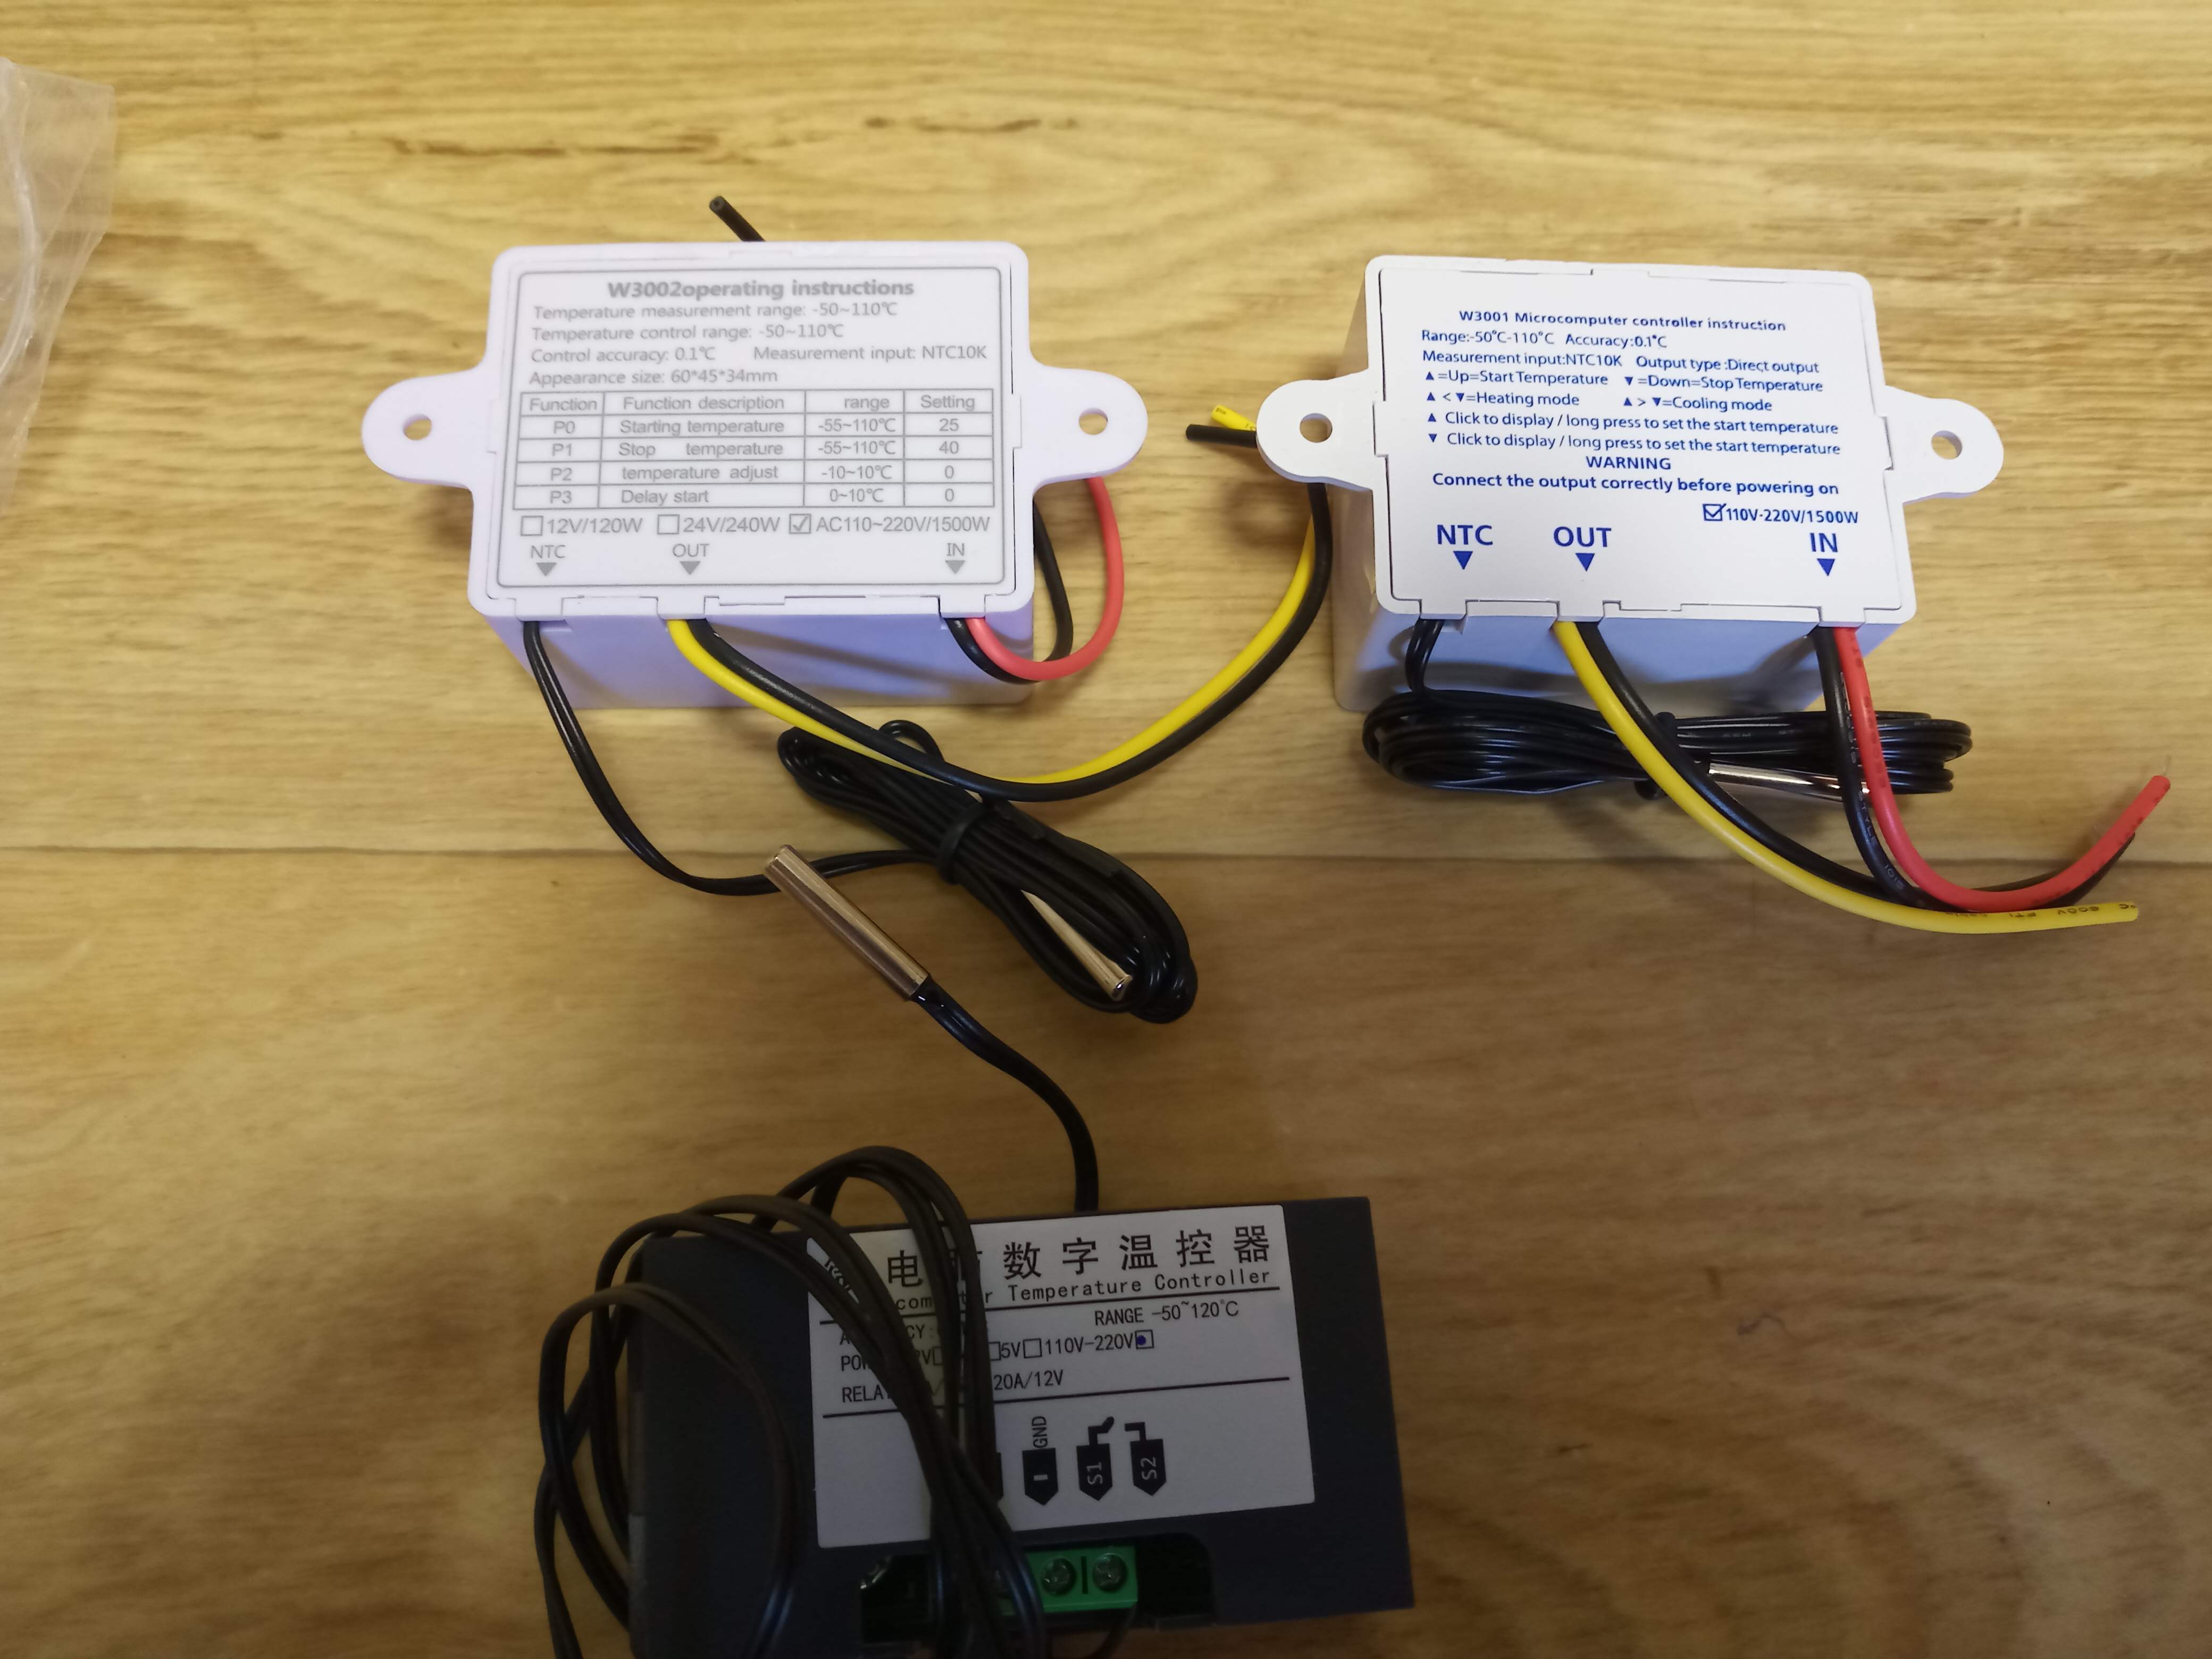 W3002operating instructions
Temperature measurement range: -50~110℃
Temperature control range: -50~110℃
Control accuracy: 0.1℃ Measurement input: NTC10K
Appearance size: 60*45*34mm
Function Function description range Setting
P0 Starting temperature -55~110℃ 25
P1 Stop temperature -55~110℃ 40
P2 temperature adjust -10~10℃ 0
P3 Delay start 0~10℃ 0
☐12V/120W ☐24V/240W ☑AC110~220V/1500W
NTC OUT IN
W3001 Microcomputer controller instruction
Range:-50°C-110°C Accuracy:0.1°C
Measurement input:NTC10K Output type :Direct output
▲=Up=Start Temperature ▼=Down=Stop Temperature
▲<▼=Heating mode ▲>▼=Cooling mode
▲ Click to display / long press to set the start temperature
▼ Click to display / long press to set the start temperature
WARNING
Connect the output correctly before powering on
☑110V-220V/1500W
NTC OUT IN
600V
电 数字温控器
Temperature Controller
RANGE -50~120℃
5V☐110V-220V
20A/12V
GND
S1 S2